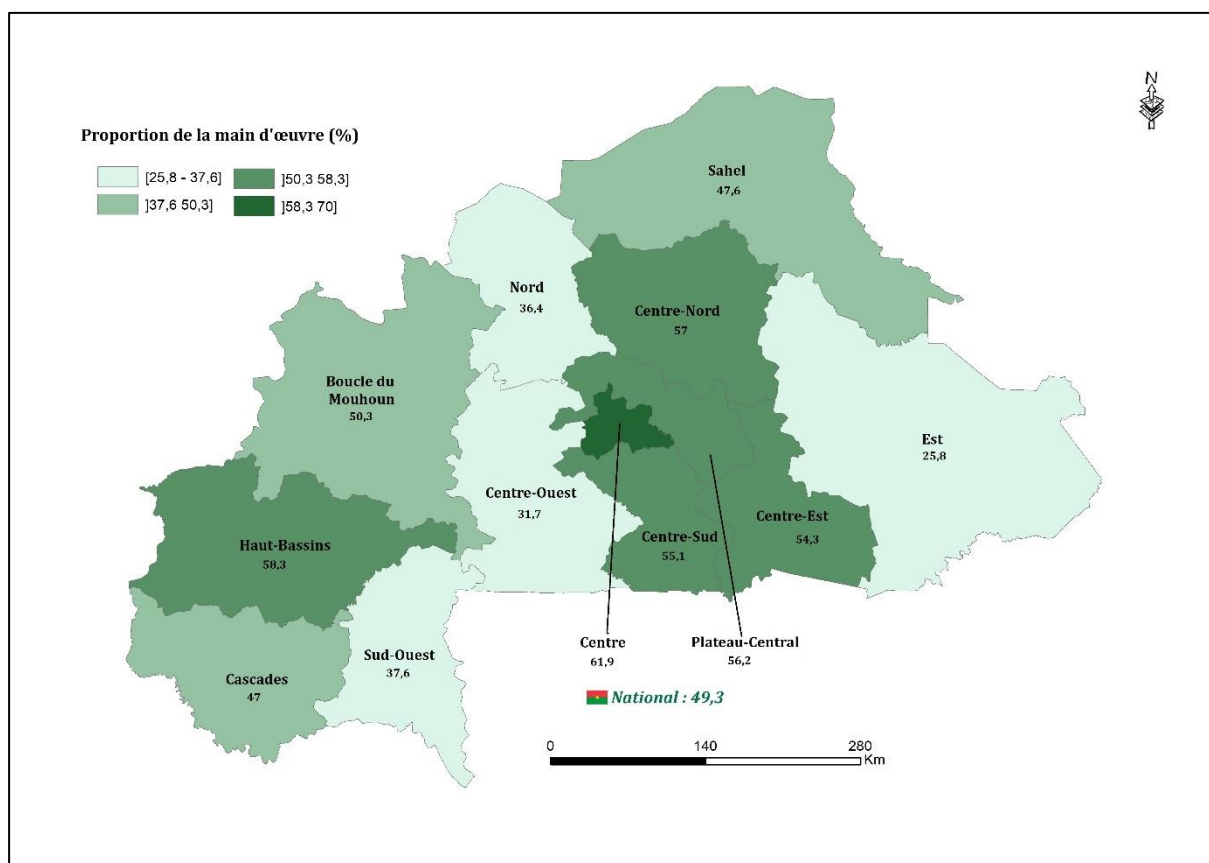 N
Proportion de la main d'œuvre (%)
[25,8 - 37,6]
]50,3 58,3]
]37,6 50,3]
]58,3 70]
Sahel
47,6
Nord
36,4
Centre-Nord
57
Boucle du
Mouhoun
50,3
Est
25,8
Centre-Ouest
31,7
Centre-Est
54,3
Centre-Sud
55,1
Haut-Bassins
58,3
Centre
61,9
Plateau-Central
56,2
Sud-Ouest
37,6
Cascades
47
National : 49,3
0 140 280
Km